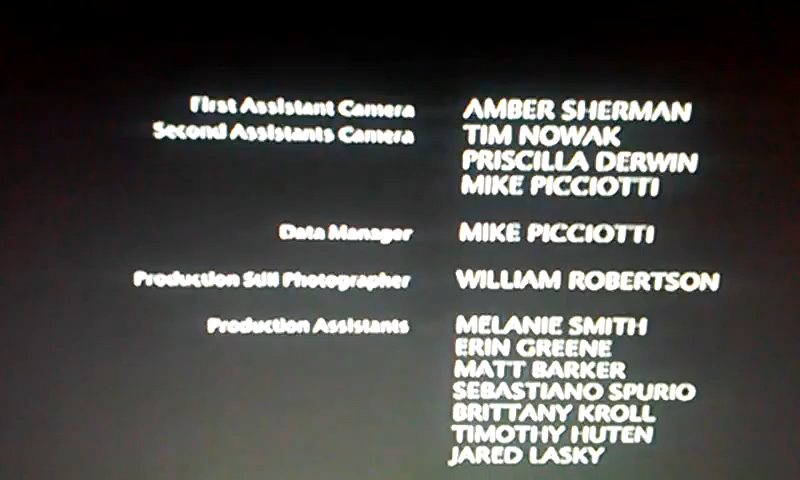 First Assistant Camera AMBER SHERMAN
Second Assistants Camera TIM NOWAK
PRISCILLA DERWIN
MIKE PICCIOTTI
Data Manager MIKE PICCIOTTI
Production Still Photographer WILLIAM ROBERTSON
Production Assistants MELANIE SMITH
ERIN GREENE
MATT BARKER
SEBASTIANO SPURIO
BRITTANY KROLL
TIMOTHY HUTEN
JARED LASKY